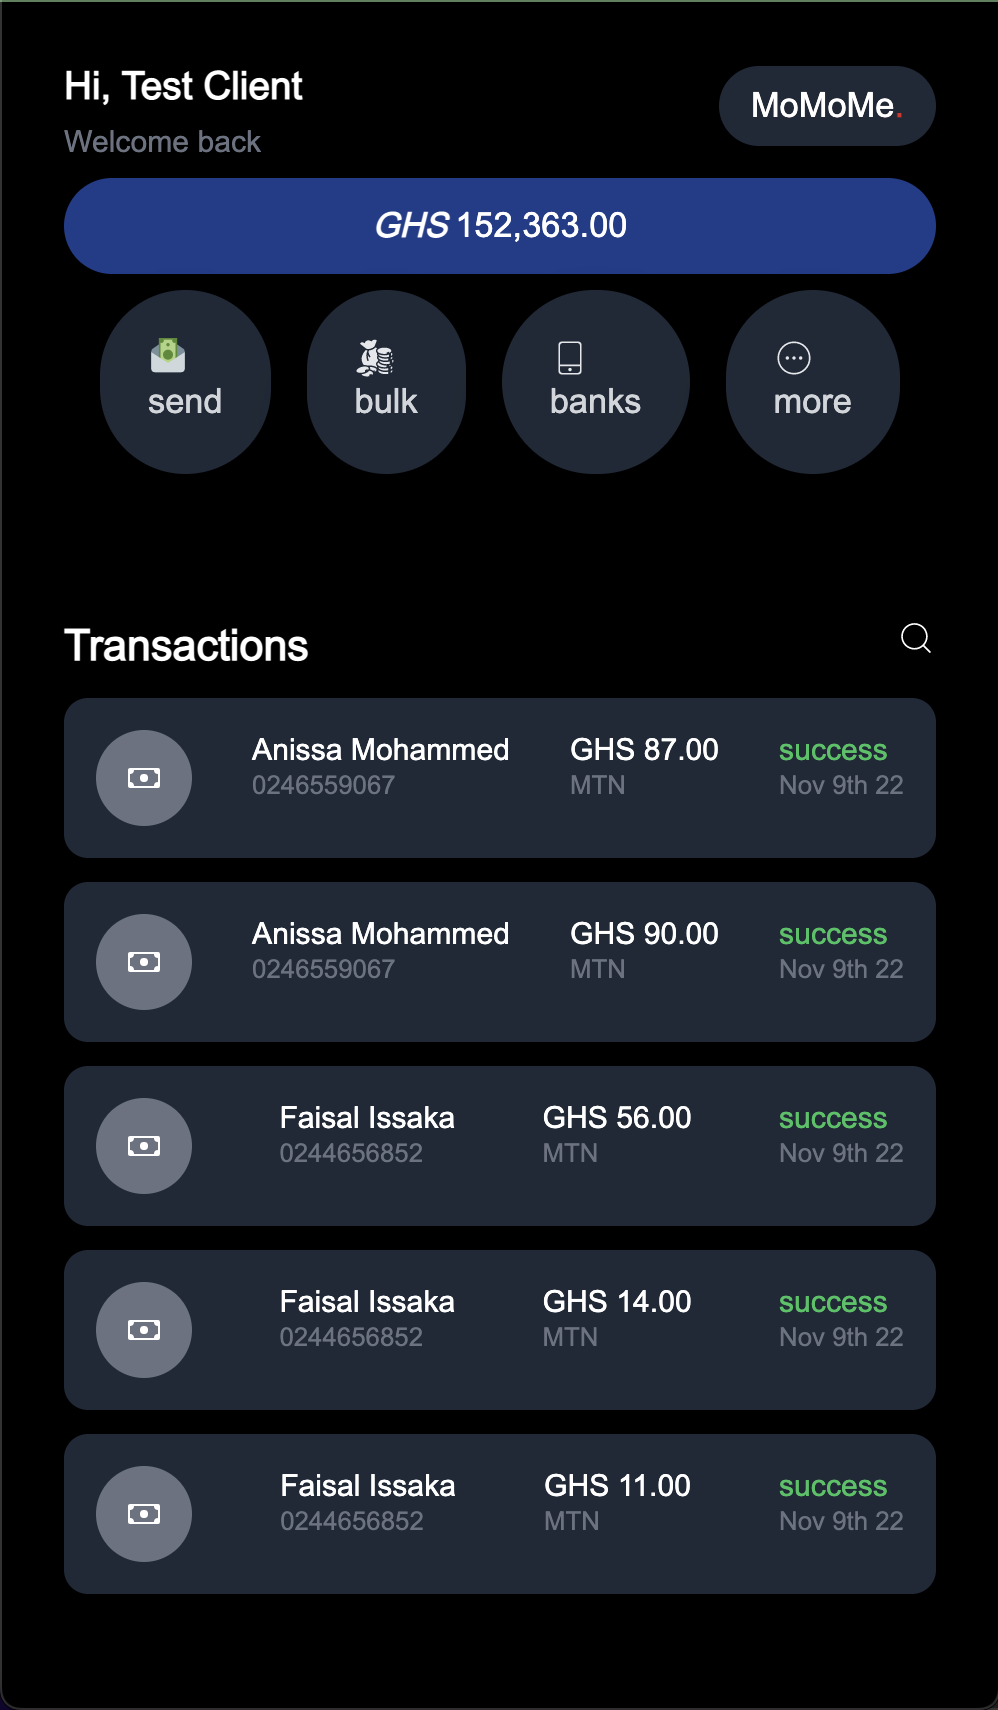 Hi, Test Client
MoMoMe.
Welcome back
GHS 152,363.00
send bulk banks more
Transactions
Anissa Mohammed GHS 87.00 success
0246559067 MTN Nov 9th 22
Anissa Mohammed GHS 90.00 success
0246559067 MTN Nov 9th 22
Faisal Issaka GHS 56.00 success
0244656852 MTN Nov 9th 22
Faisal Issaka GHS 14.00 success
0244656852 MTN Nov 9th 22
Faisal Issaka GHS 11.00 success
0244656852 MTN Nov 9th 22